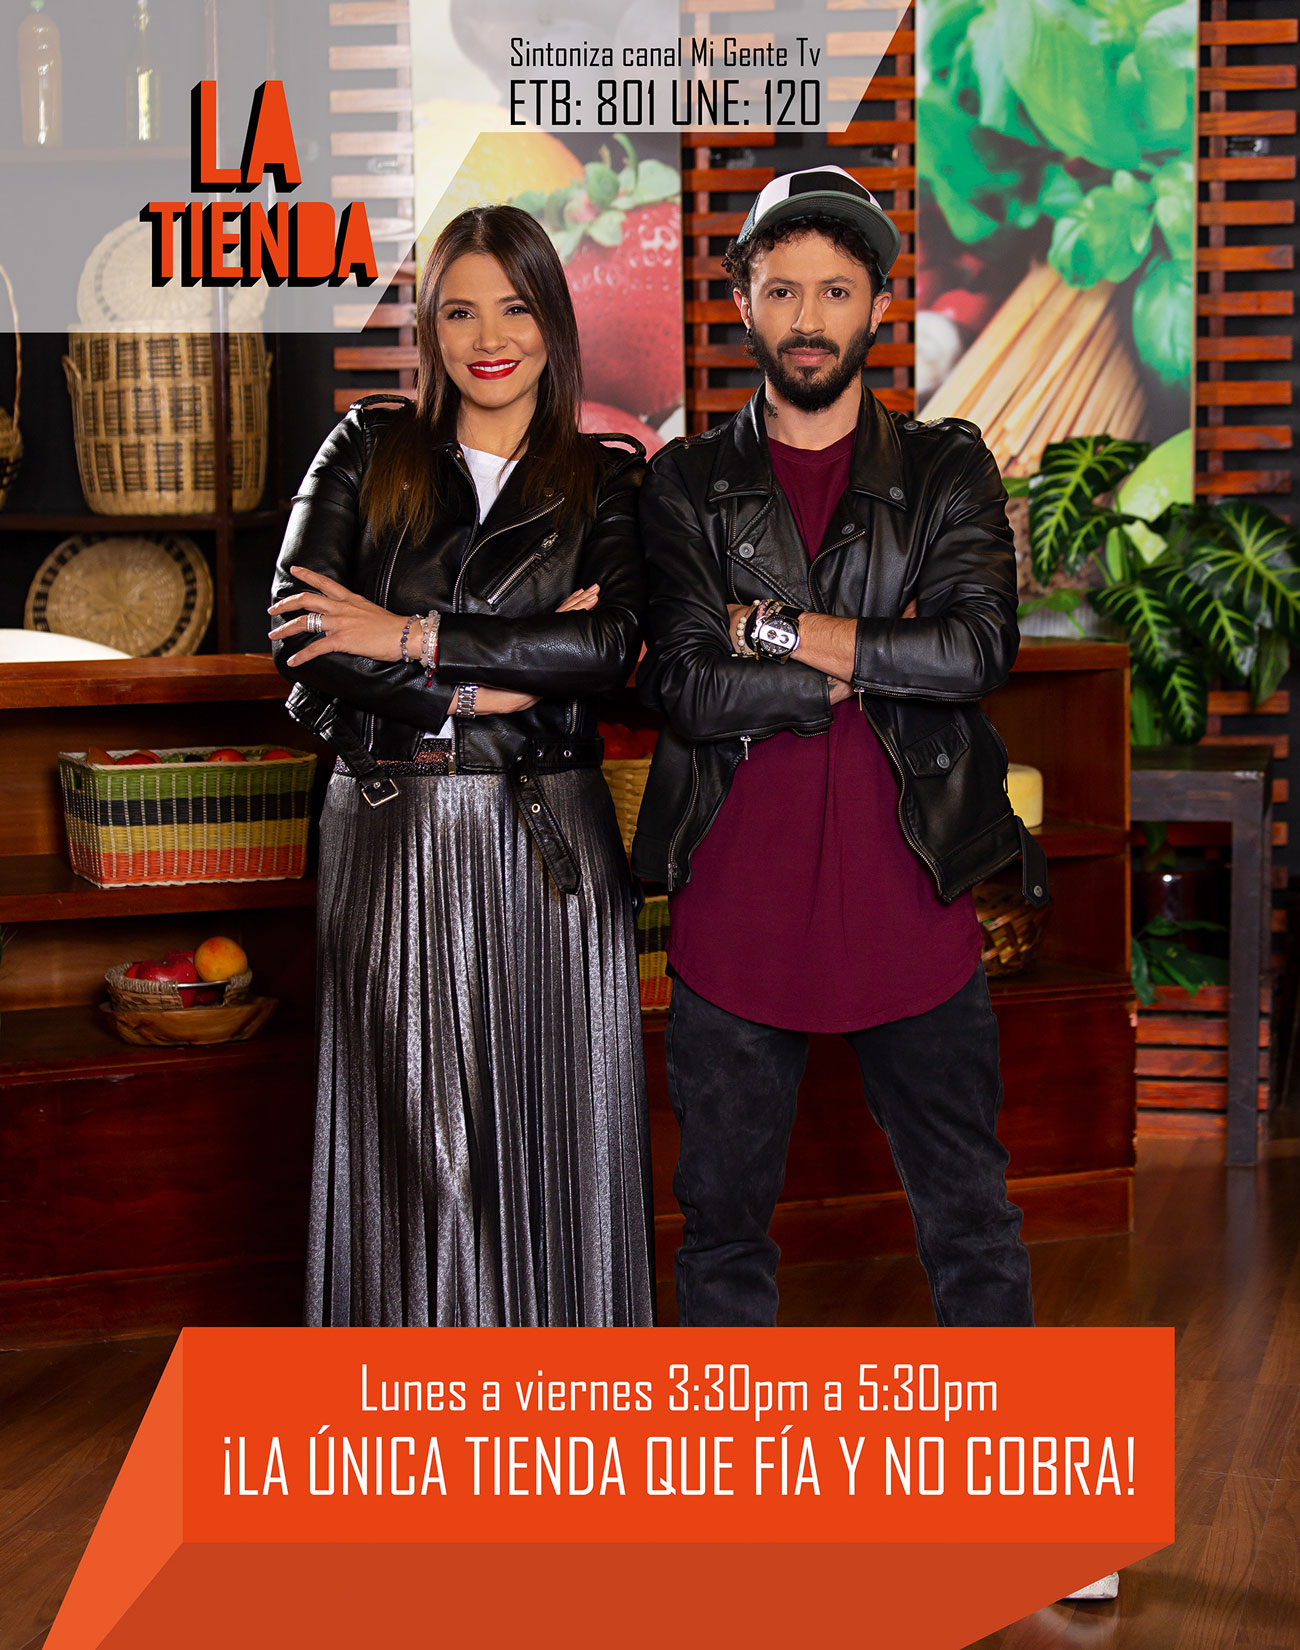 Sintoniza canal Mi Gente Tv
ETB: 801 UNE: 120
LA
TIENDA
Lunes a viernes 3:30pm a 5:30pm
¡LA ÚNICA TIENDA QUE FÍA Y NO COBRA!